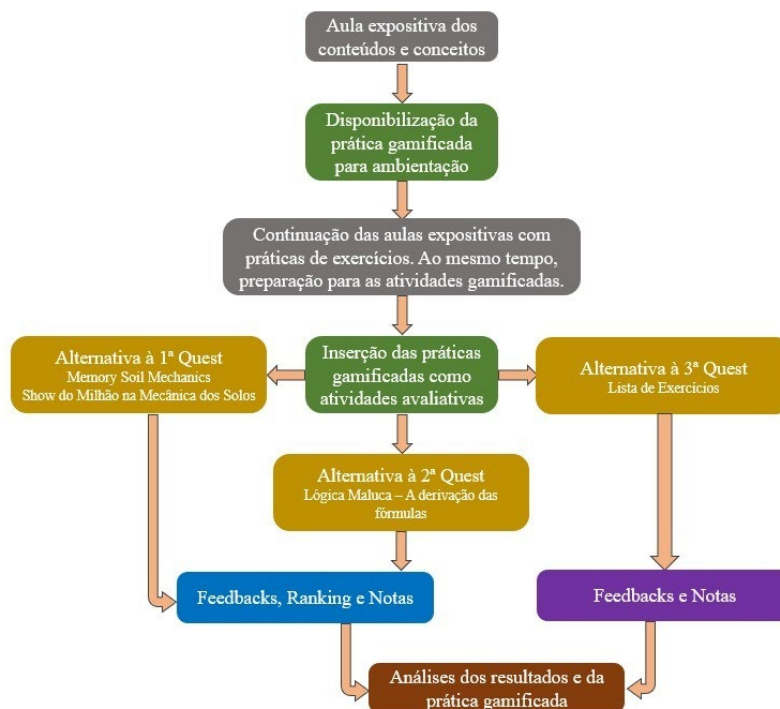 Aula expositiva dos
conteúdos e conceitos
Disponibilização da
prática gamificada
para ambientação
Continuação das aulas expositivas com
práticas de exercícios. Ao mesmo tempo,
preparação para as atividades gamificadas.
Alternativa à 1ª Quest
Memory Soil Mechanics
Show do Milhão na Mecânica dos Solos
Inserção das práticas
gamificadas como
atividades avaliativas
Alternativa à 3ª Quest
Lista de Exercícios
Alternativa à 2ª Quest
Lógica Maluca – A derivação das
fórmulas
Feedbacks, Ranking e Notas
Feedbacks e Notas
Análises dos resultados e da
prática gamificada